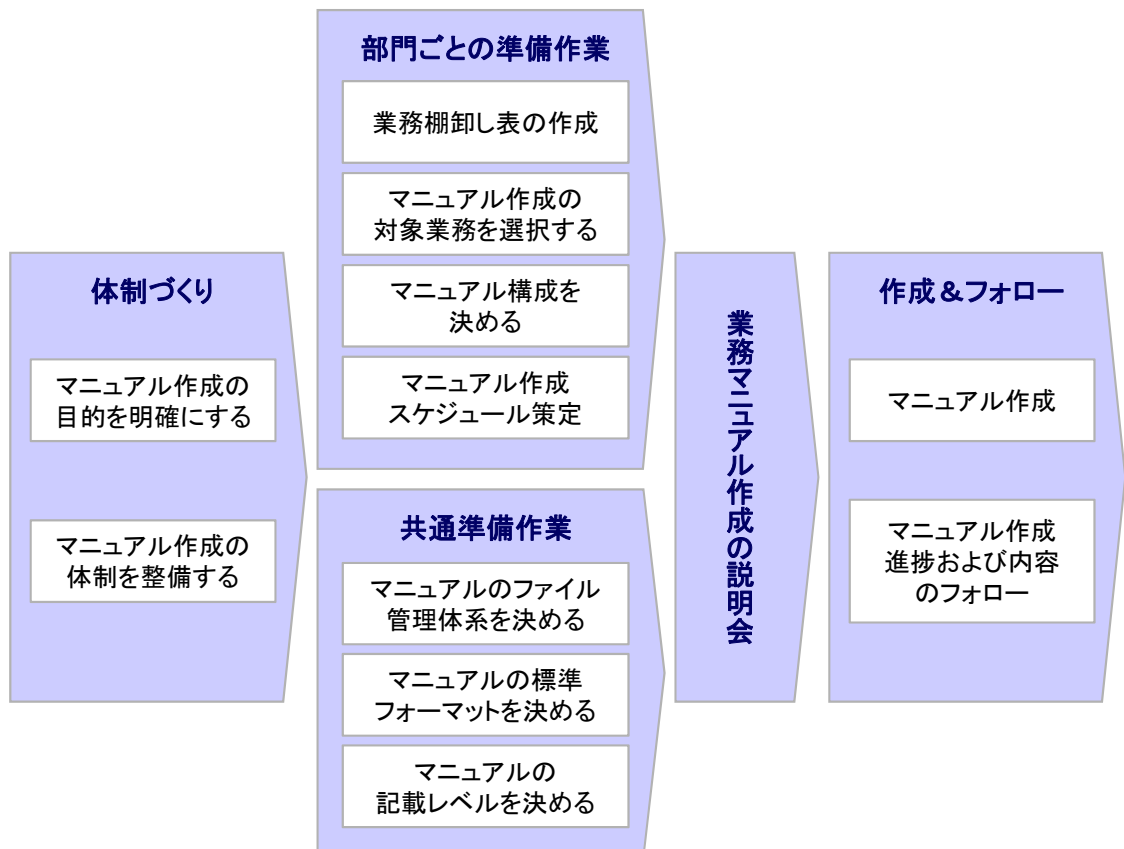 体制づくり
マニュアル作成の
目的を明確にする
マニュアル作成の
体制を整備する
部門ごとの準備作業
業務棚卸し表の作成
マニュアル作成の
対象業務を選択する
マニュアル構成を
決める
マニュアル作成
スケジュール策定
共通準備作業
マニュアルのファイル
管理体系を決める
マニュアルの標準
フォーマットを決める
マニュアルの
記載レベルを決める
業務マニュアル作成の説明会
作成＆フォロー
マニュアル作成
マニュアル作成
進捗および内容
のフォロー